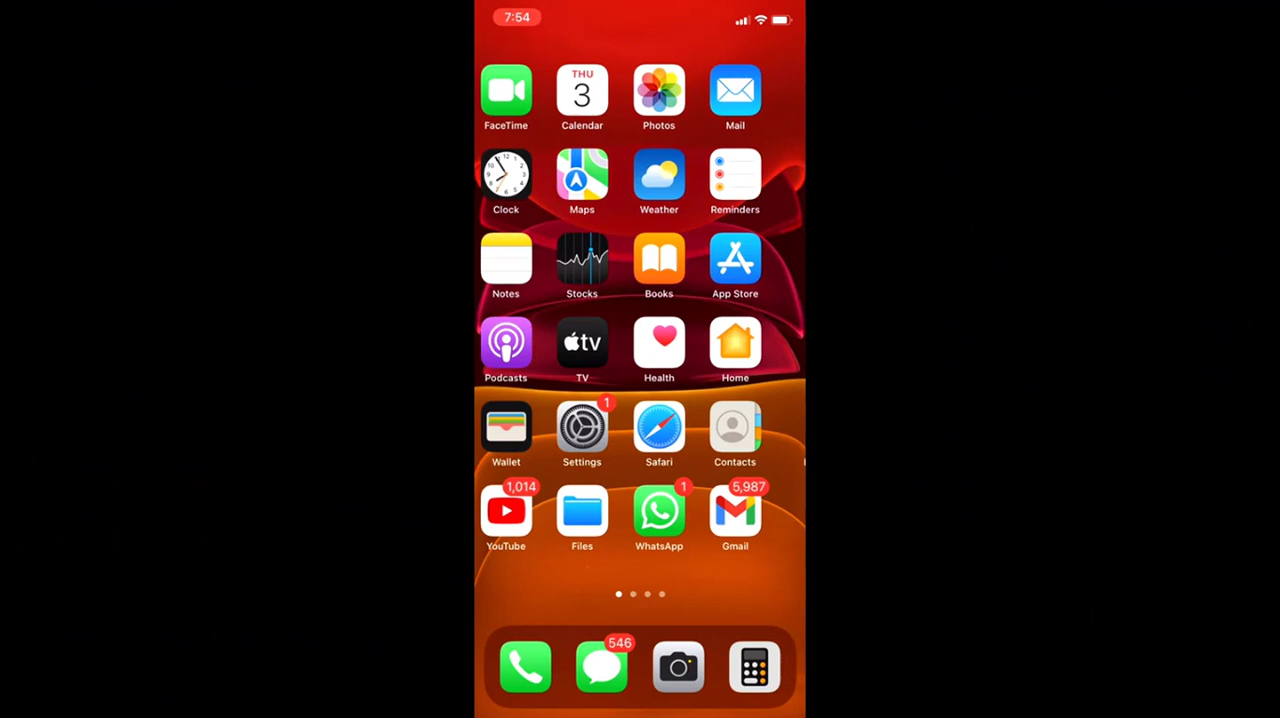 7:54
THU
3
FaceTime Calendar Photos Mail
Clock Maps Weather Reminders
Notes Stocks Books App Store
tv
Podcasts TV Health Home
1
Wallet Settings Safari Contacts
1,014 1 5,987
YouTube Files WhatsApp Gmail
546